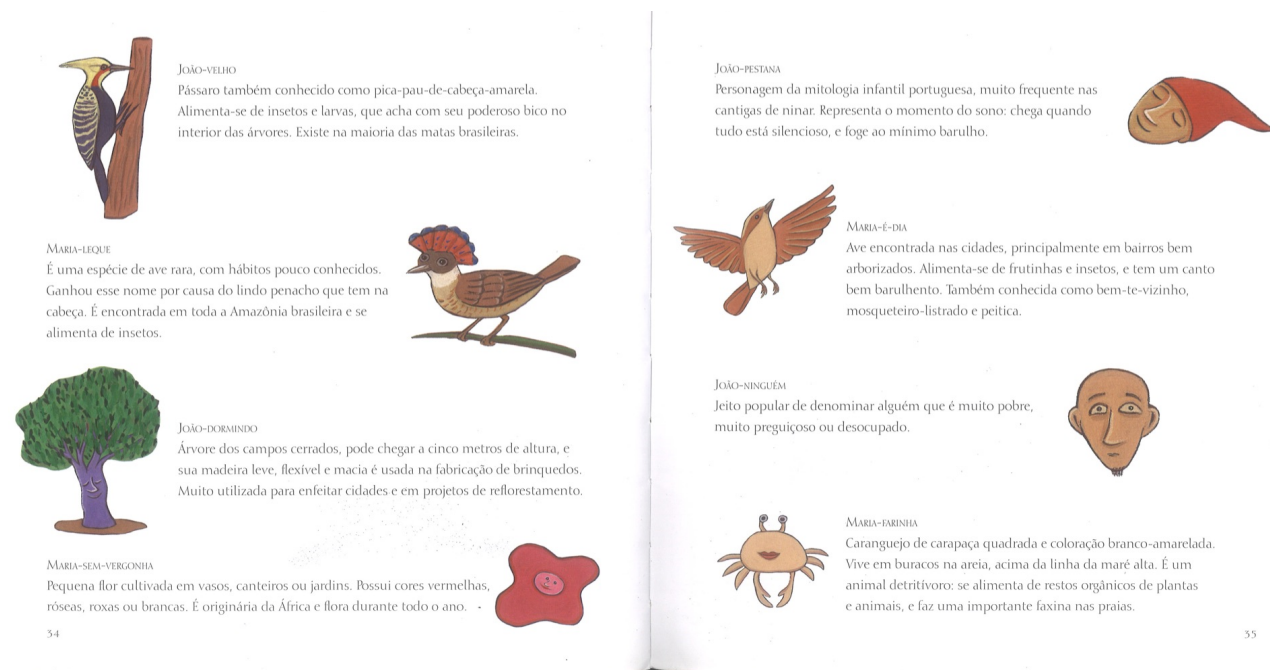 João-velho
Pássaro também conhecido como pica-pau-de-cabeça-amarela.
Alimenta-se de insetos e larvas, que acha com seu poderoso bico no
interior das árvores. Existe na maioria das matas brasileiras.
Maria-leque
É uma espécie de ave rara, com hábitos pouco conhecidos.
Ganhou esse nome por causa do lindo penacho que tem na
cabeça. É encontrada em toda a Amazônia brasileira e se
alimenta de insetos.
João-dormindo
Árvore dos campos cerrados, pode chegar a cinco metros de altura, e
sua madeira leve, flexível e macia é usada na fabricação de brinquedos.
Muito utilizada para enfeitar cidades e em projetos de reflorestamento.
Maria-sem-vergonha
Pequena flor cultivada em vasos, canteiros ou jardins. Possui cores vermelhas,
róseas, roxas ou brancas. É originária da África e flora durante todo o ano.
34
João-pestana
Personagem da mitologia infantil portuguesa, muito frequente nas
cantigas de ninar. Representa o momento do sono: chega quando
tudo está silencioso, e foge ao mínimo barulho.
Maria-é-dia
Ave encontrada nas cidades, principalmente em bairros bem
arborizados. Alimenta-se de frutinhas e insetos, e tem um canto
bem barulhento. Também conhecida como bem-te-vizinho,
mosqueteiro-listrado e peitica.
João-ninguém
Jeito popular de denominar alguém que é muito pobre,
muito preguiçoso ou desocupado.
Maria-farinha
Caranguejo de carapaça quadrada e coloração branco-amarelada.
Vive em buracos na areia, acima da linha da maré alta. É um
animal detritívoro: se alimenta de restos orgânicos de plantas
e animais, e faz uma importante faxina nas praias.
35